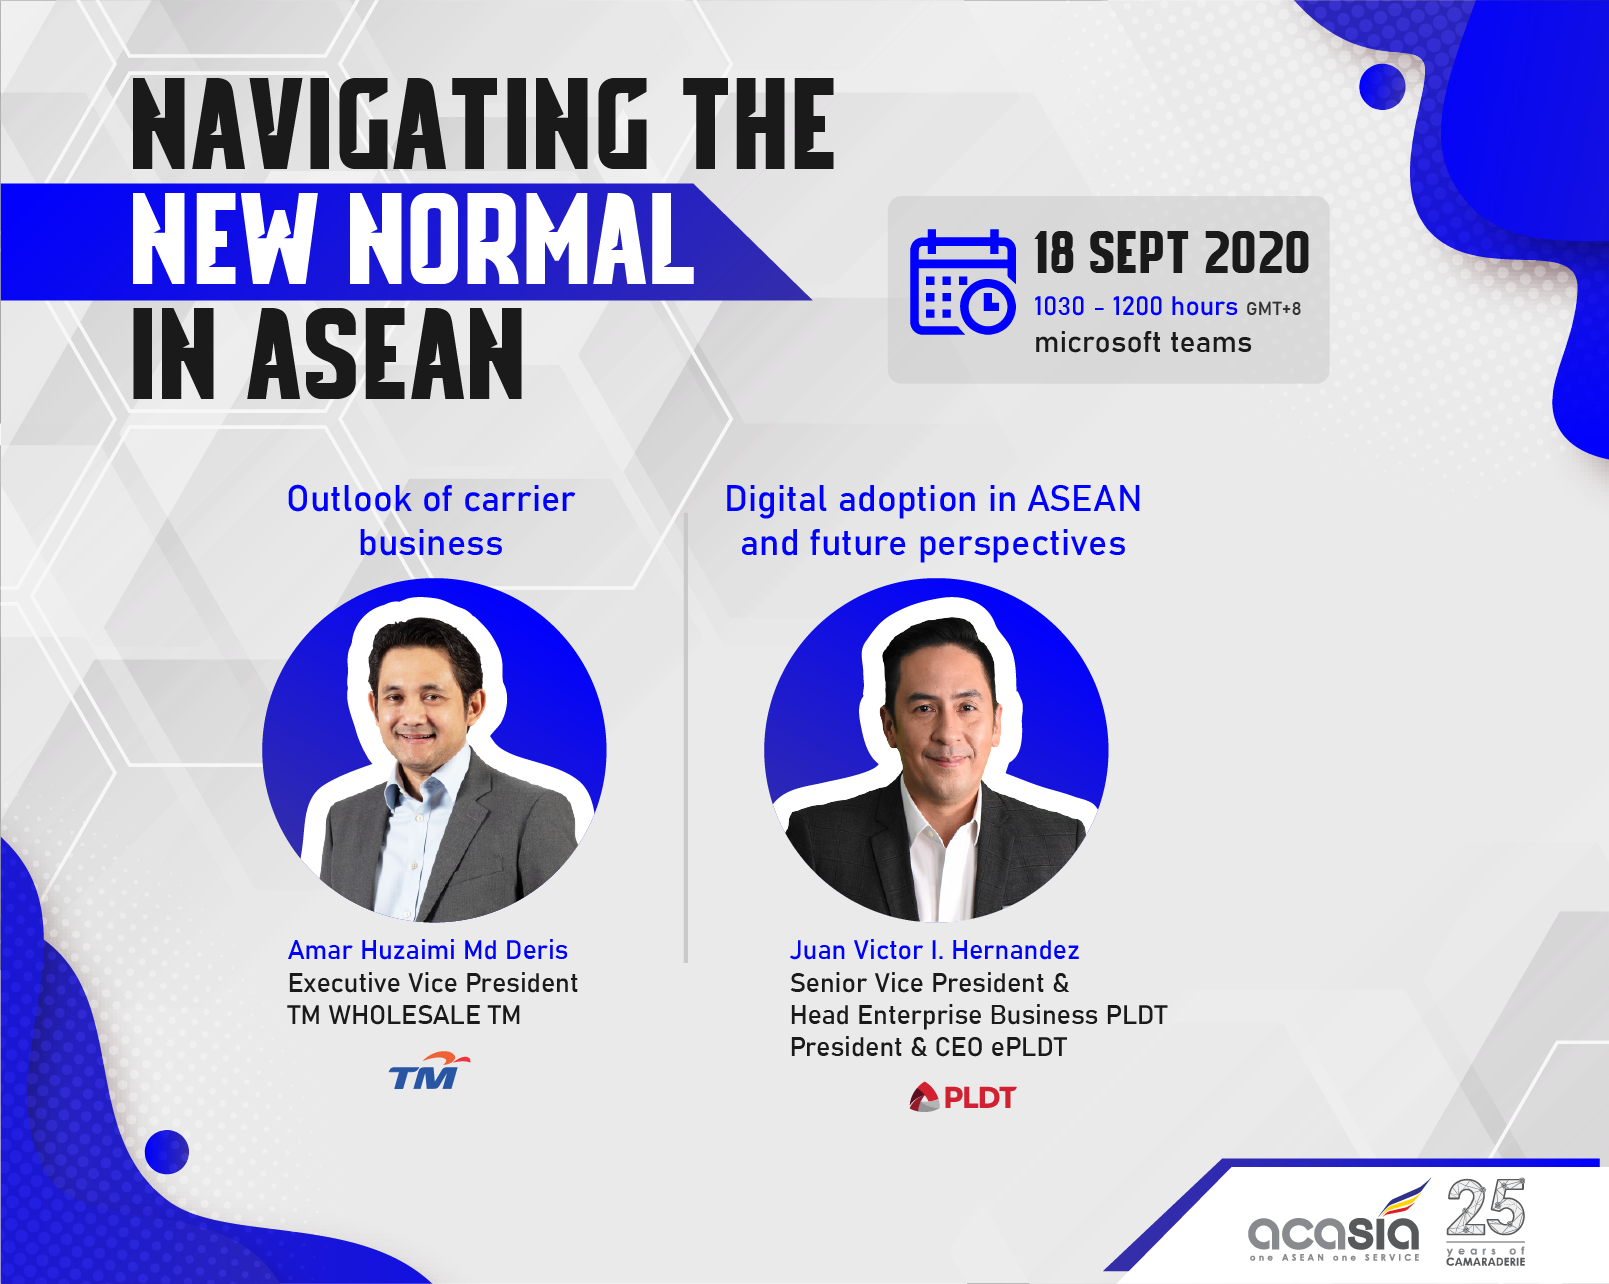 NAVIGATING THE
NEW NORMAL
IN ASEAN
18 SEPT 2020
1030 - 1200 hours GMT+8
microsoft teams
Outlook of carrier
business
Amar Huzaimi Md Deris
Executive Vice President
TM WHOLESALE TM
TM
Digital adoption in ASEAN
and future perspectives
Juan Victor I. Hernandez
Senior Vice President &
Head Enterprise Business PLDT
President & CEO ePLDT
PLDT
acasia
one ASEAN one SERVICE
25
years of
CAMARADERIE